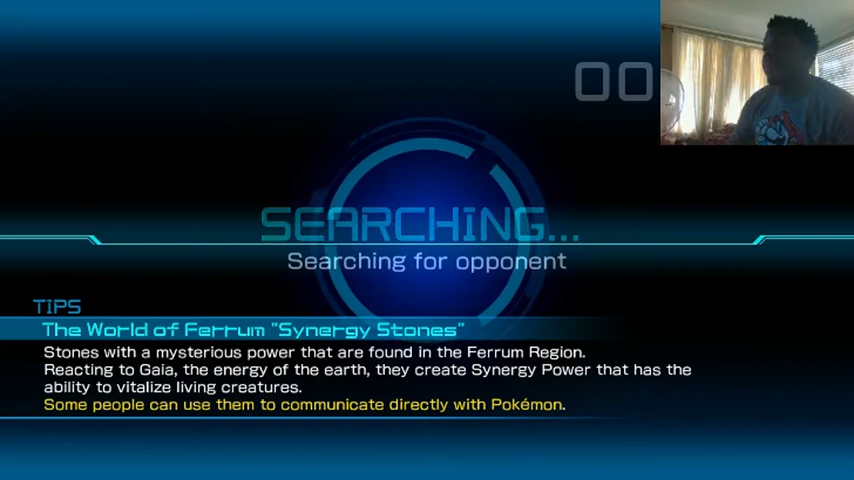 00
SEARCHING...
Searching for opponent
TIPS
The World of Ferrum "Synergy Stones"
Stones with a mysterious power that are found in the Ferrum Region.
Reacting to Gaia, the energy of the earth, they create Synergy Power that has the
ability to vitalize living creatures.
Some people can use them to communicate directly with Pokémon.